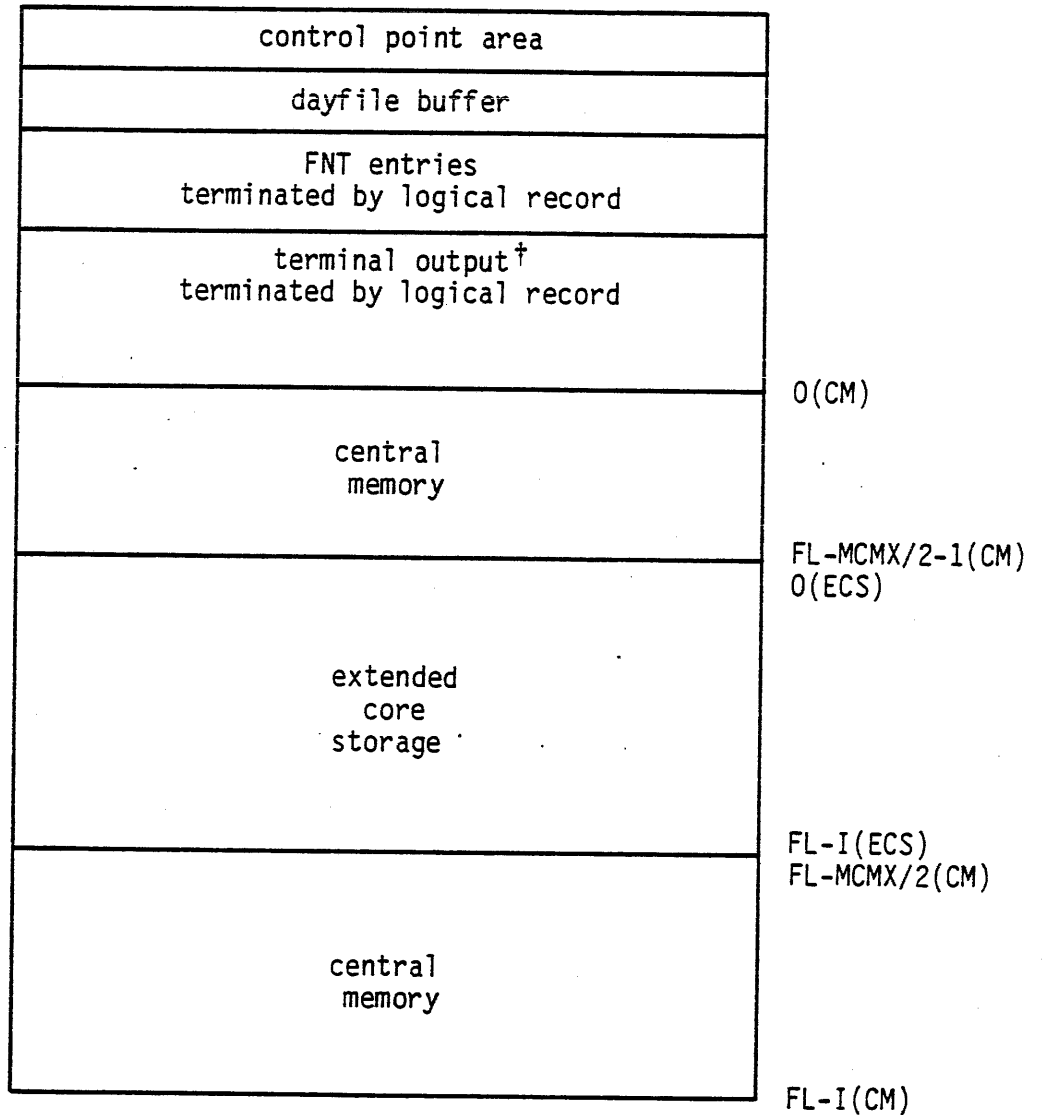 control point area
dayfile buffer
FNT entries
terminated by logical record
terminal output†
terminated by logical record
O(CM)
central
memory
FL-MCMX/2-1(CM)
O(ECS)
extended
core
storage
FL-I(ECS)
FL-MCMX/2(CM)
central
memory
FL-I(CM)